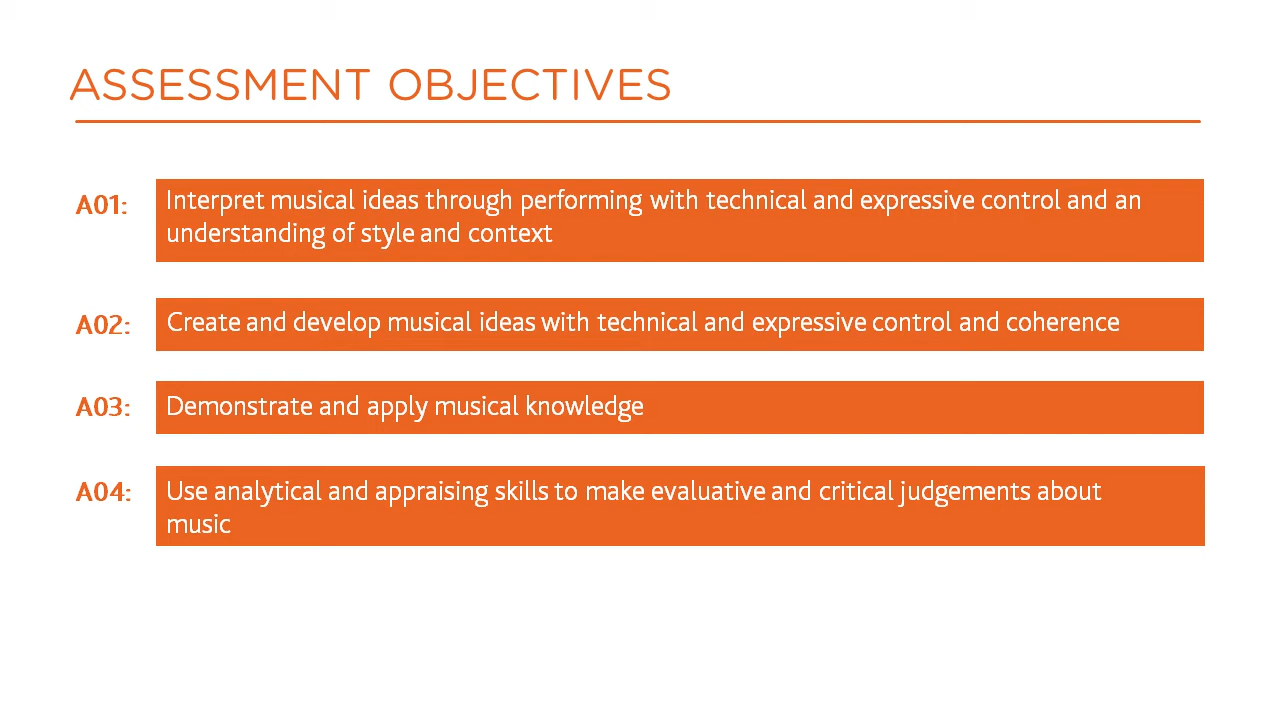 ASSESSMENT OBJECTIVES
A01: Interpret musical ideas through performing with technical and expressive control and an
understanding of style and context
A02: Create and develop musical ideas with technical and expressive control and coherence
A03: Demonstrate and apply musical knowledge
A04: Use analytical and appraising skills to make evaluative and critical judgements about
music